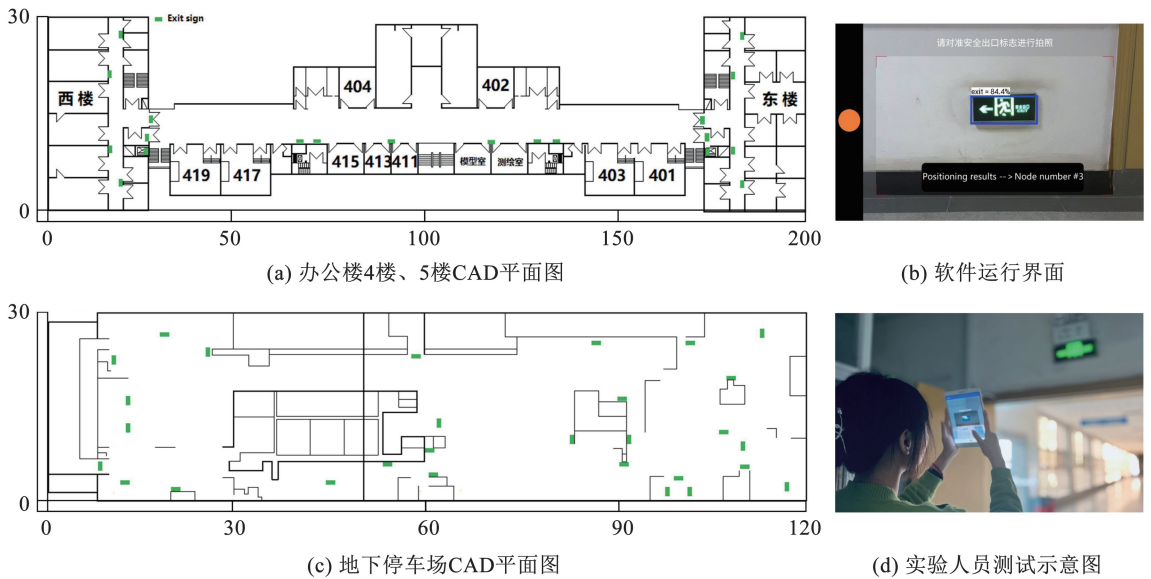 30
Exit sign
404
402
西楼
东楼
415
413
411
模型室
测绘室
419
417
403
401
0
0
50
100
150
200
(a) 办公楼4楼、5楼CAD平面图
请对准安全出口标志进行拍照
exit = 84.4%
Positioning results --> Node number #3
(b) 软件运行界面
30
0
0
30
60
90
120
(c) 地下停车场CAD平面图
(d) 实验人员测试示意图